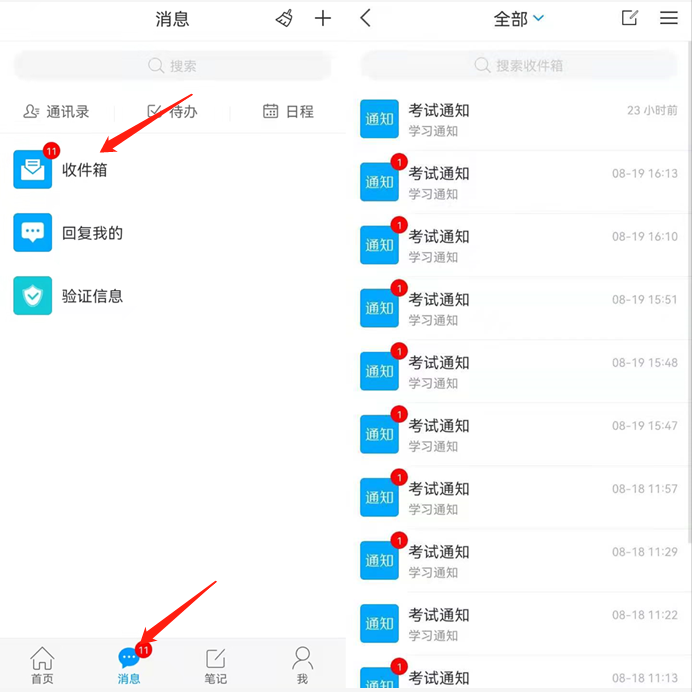 消息
搜索
通讯录
待办
日程
11
收件箱
回复我的
验证信息
首页
11
消息
笔记
我
全部
搜索收件箱
通知
考试通知
23 小时前
学习通知
1
通知
考试通知
08-19 16:13
学习通知
1
通知
考试通知
08-19 16:10
学习通知
1
通知
考试通知
08-19 15:51
学习通知
1
通知
考试通知
08-19 15:48
学习通知
1
通知
考试通知
08-19 15:47
学习通知
1
通知
考试通知
08-18 11:57
学习通知
1
通知
考试通知
08-18 11:29
学习通知
通知
考试通知
08-18 11:22
学习通知
1
通知
考试通知
08-18 11:13